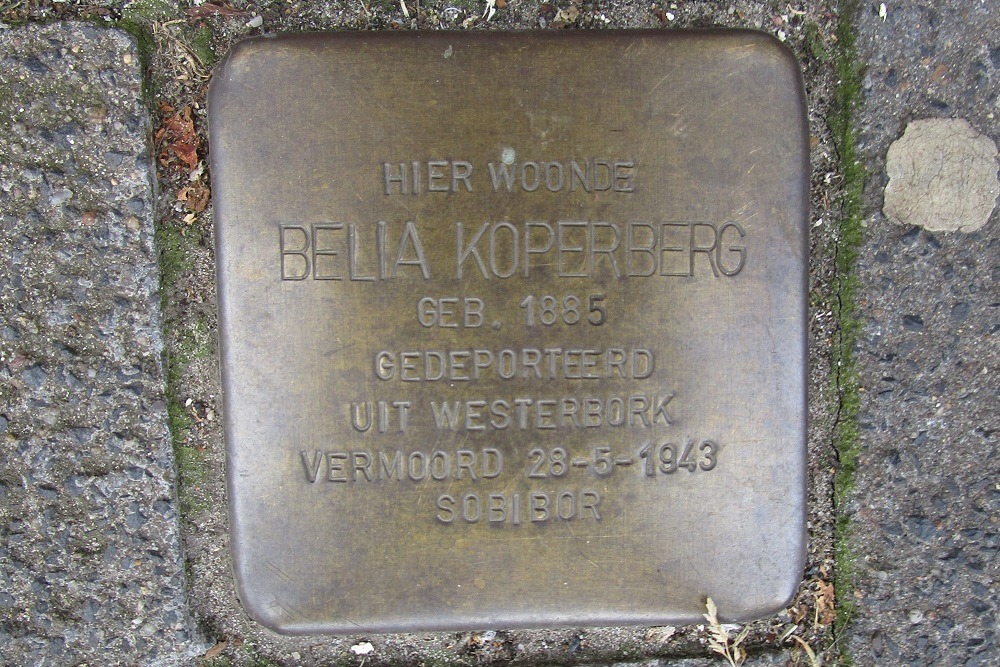 HIER WOONDE
BELIA KOPERBERG
GEB. 1885
GEDEPORTEERD
UIT WESTERBORK
VERMOORD 28-5-1943
SOBIBOR